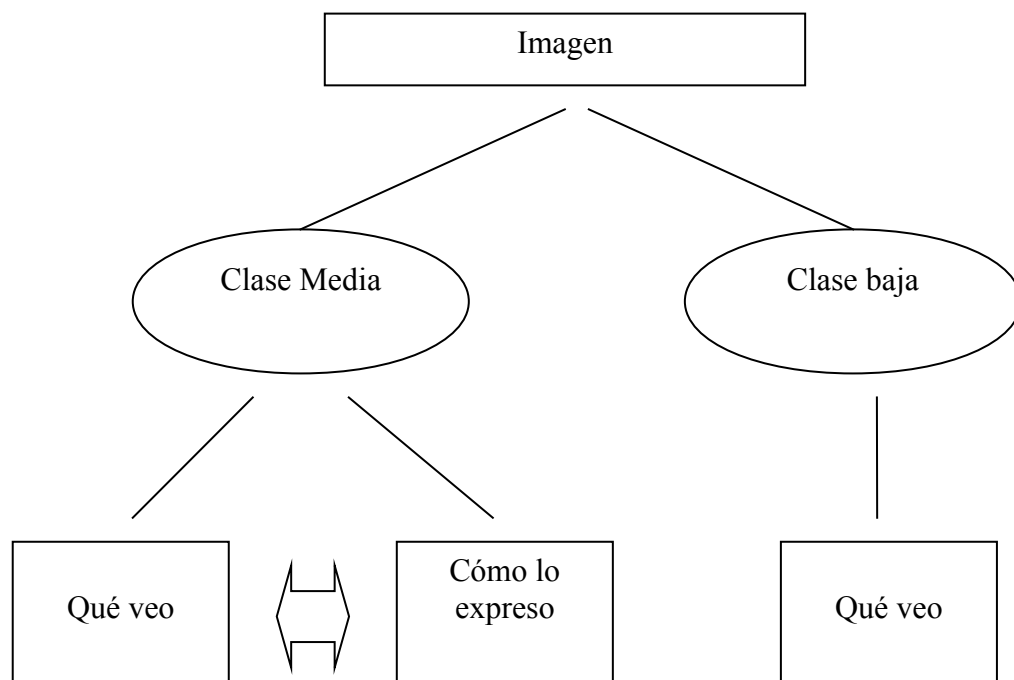 Imagen
Clase Media
Clase baja
Qué veo
Cómo lo
expreso
Qué veo